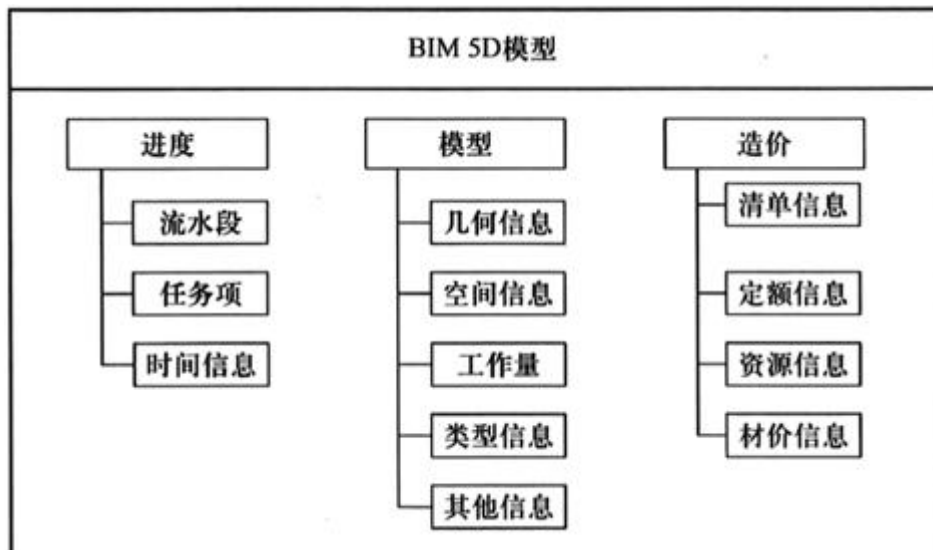 BIM 5D模型
进度
流水段
任务项
时间信息
模型
几何信息
空间信息
工作量
类型信息
其他信息
造价
清单信息
定额信息
资源信息
材价信息